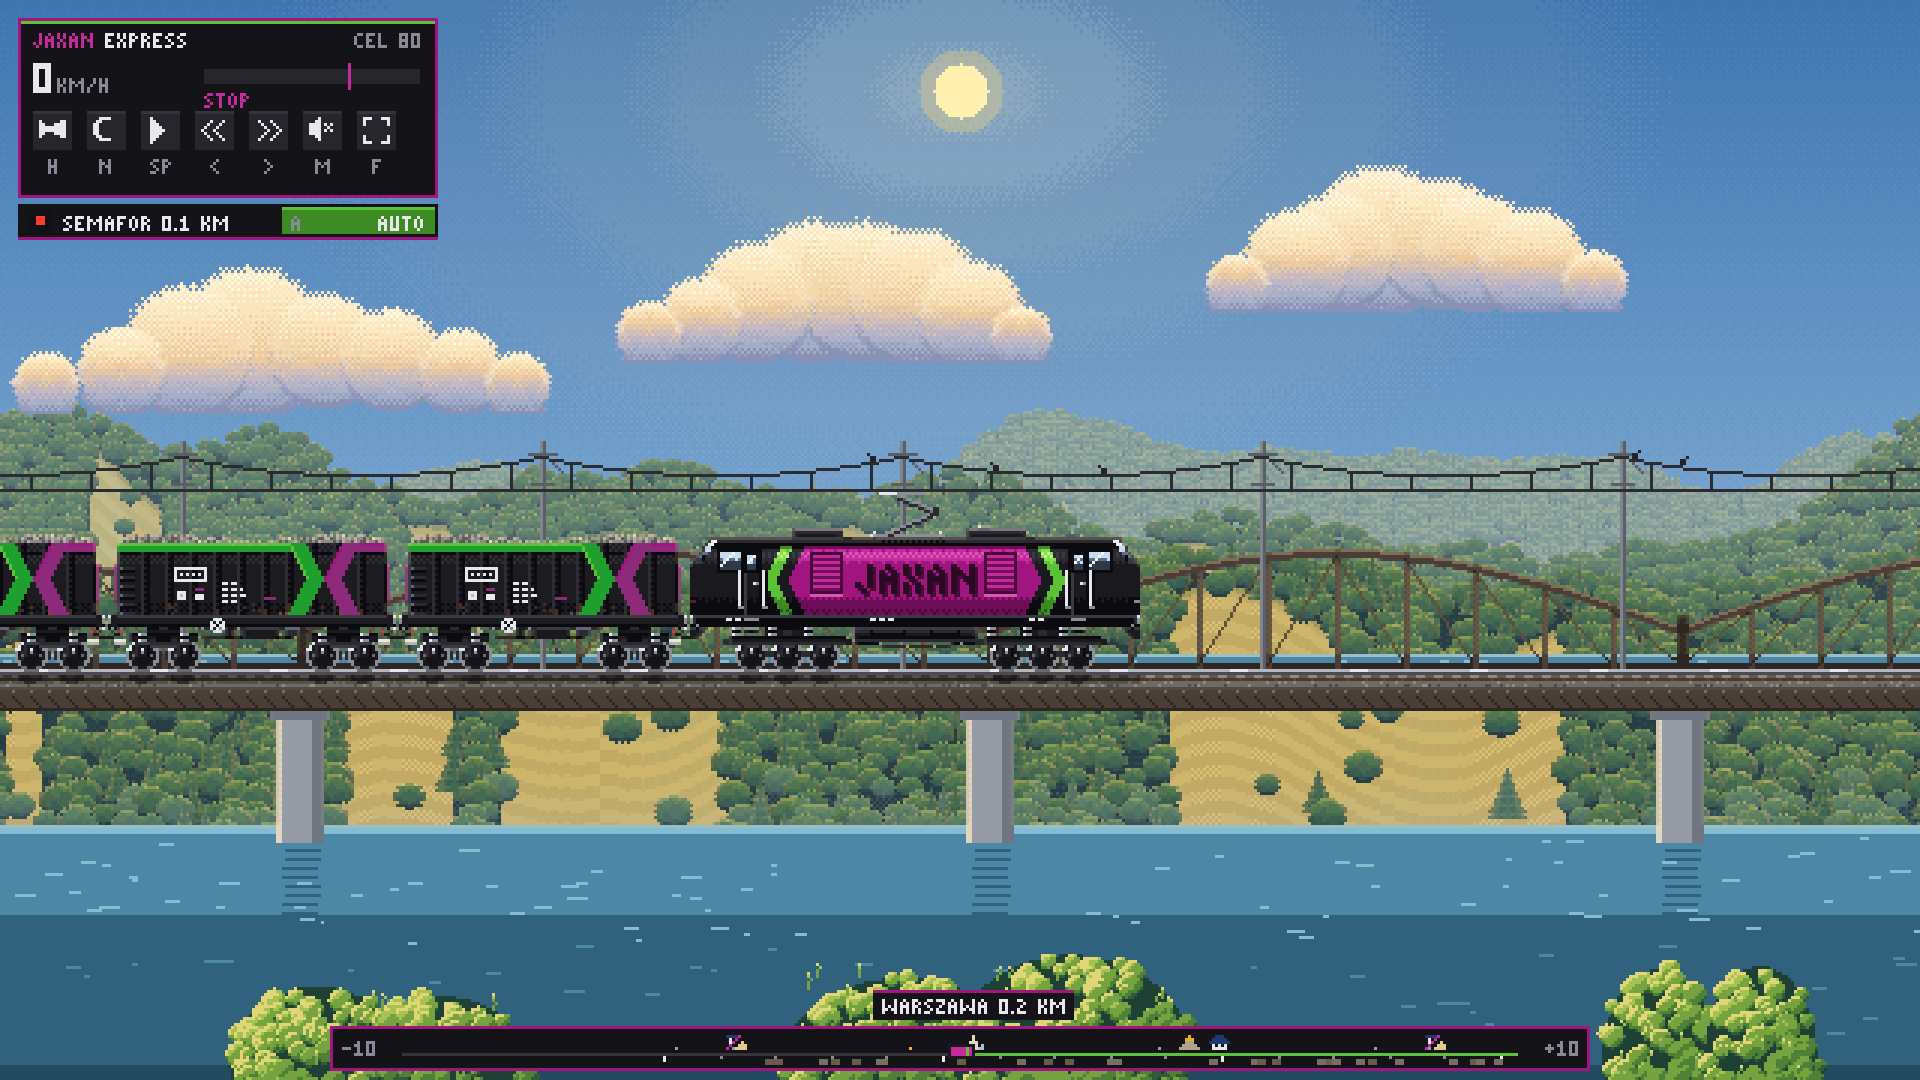 JAXAN EXPRESS CEL 80
0 KM/H
STOP
H N SP < > M F
SEMAFOR 0.1 KM A AUTO
JAXAN
WARSZAWA 0.2 KM
-10 +10